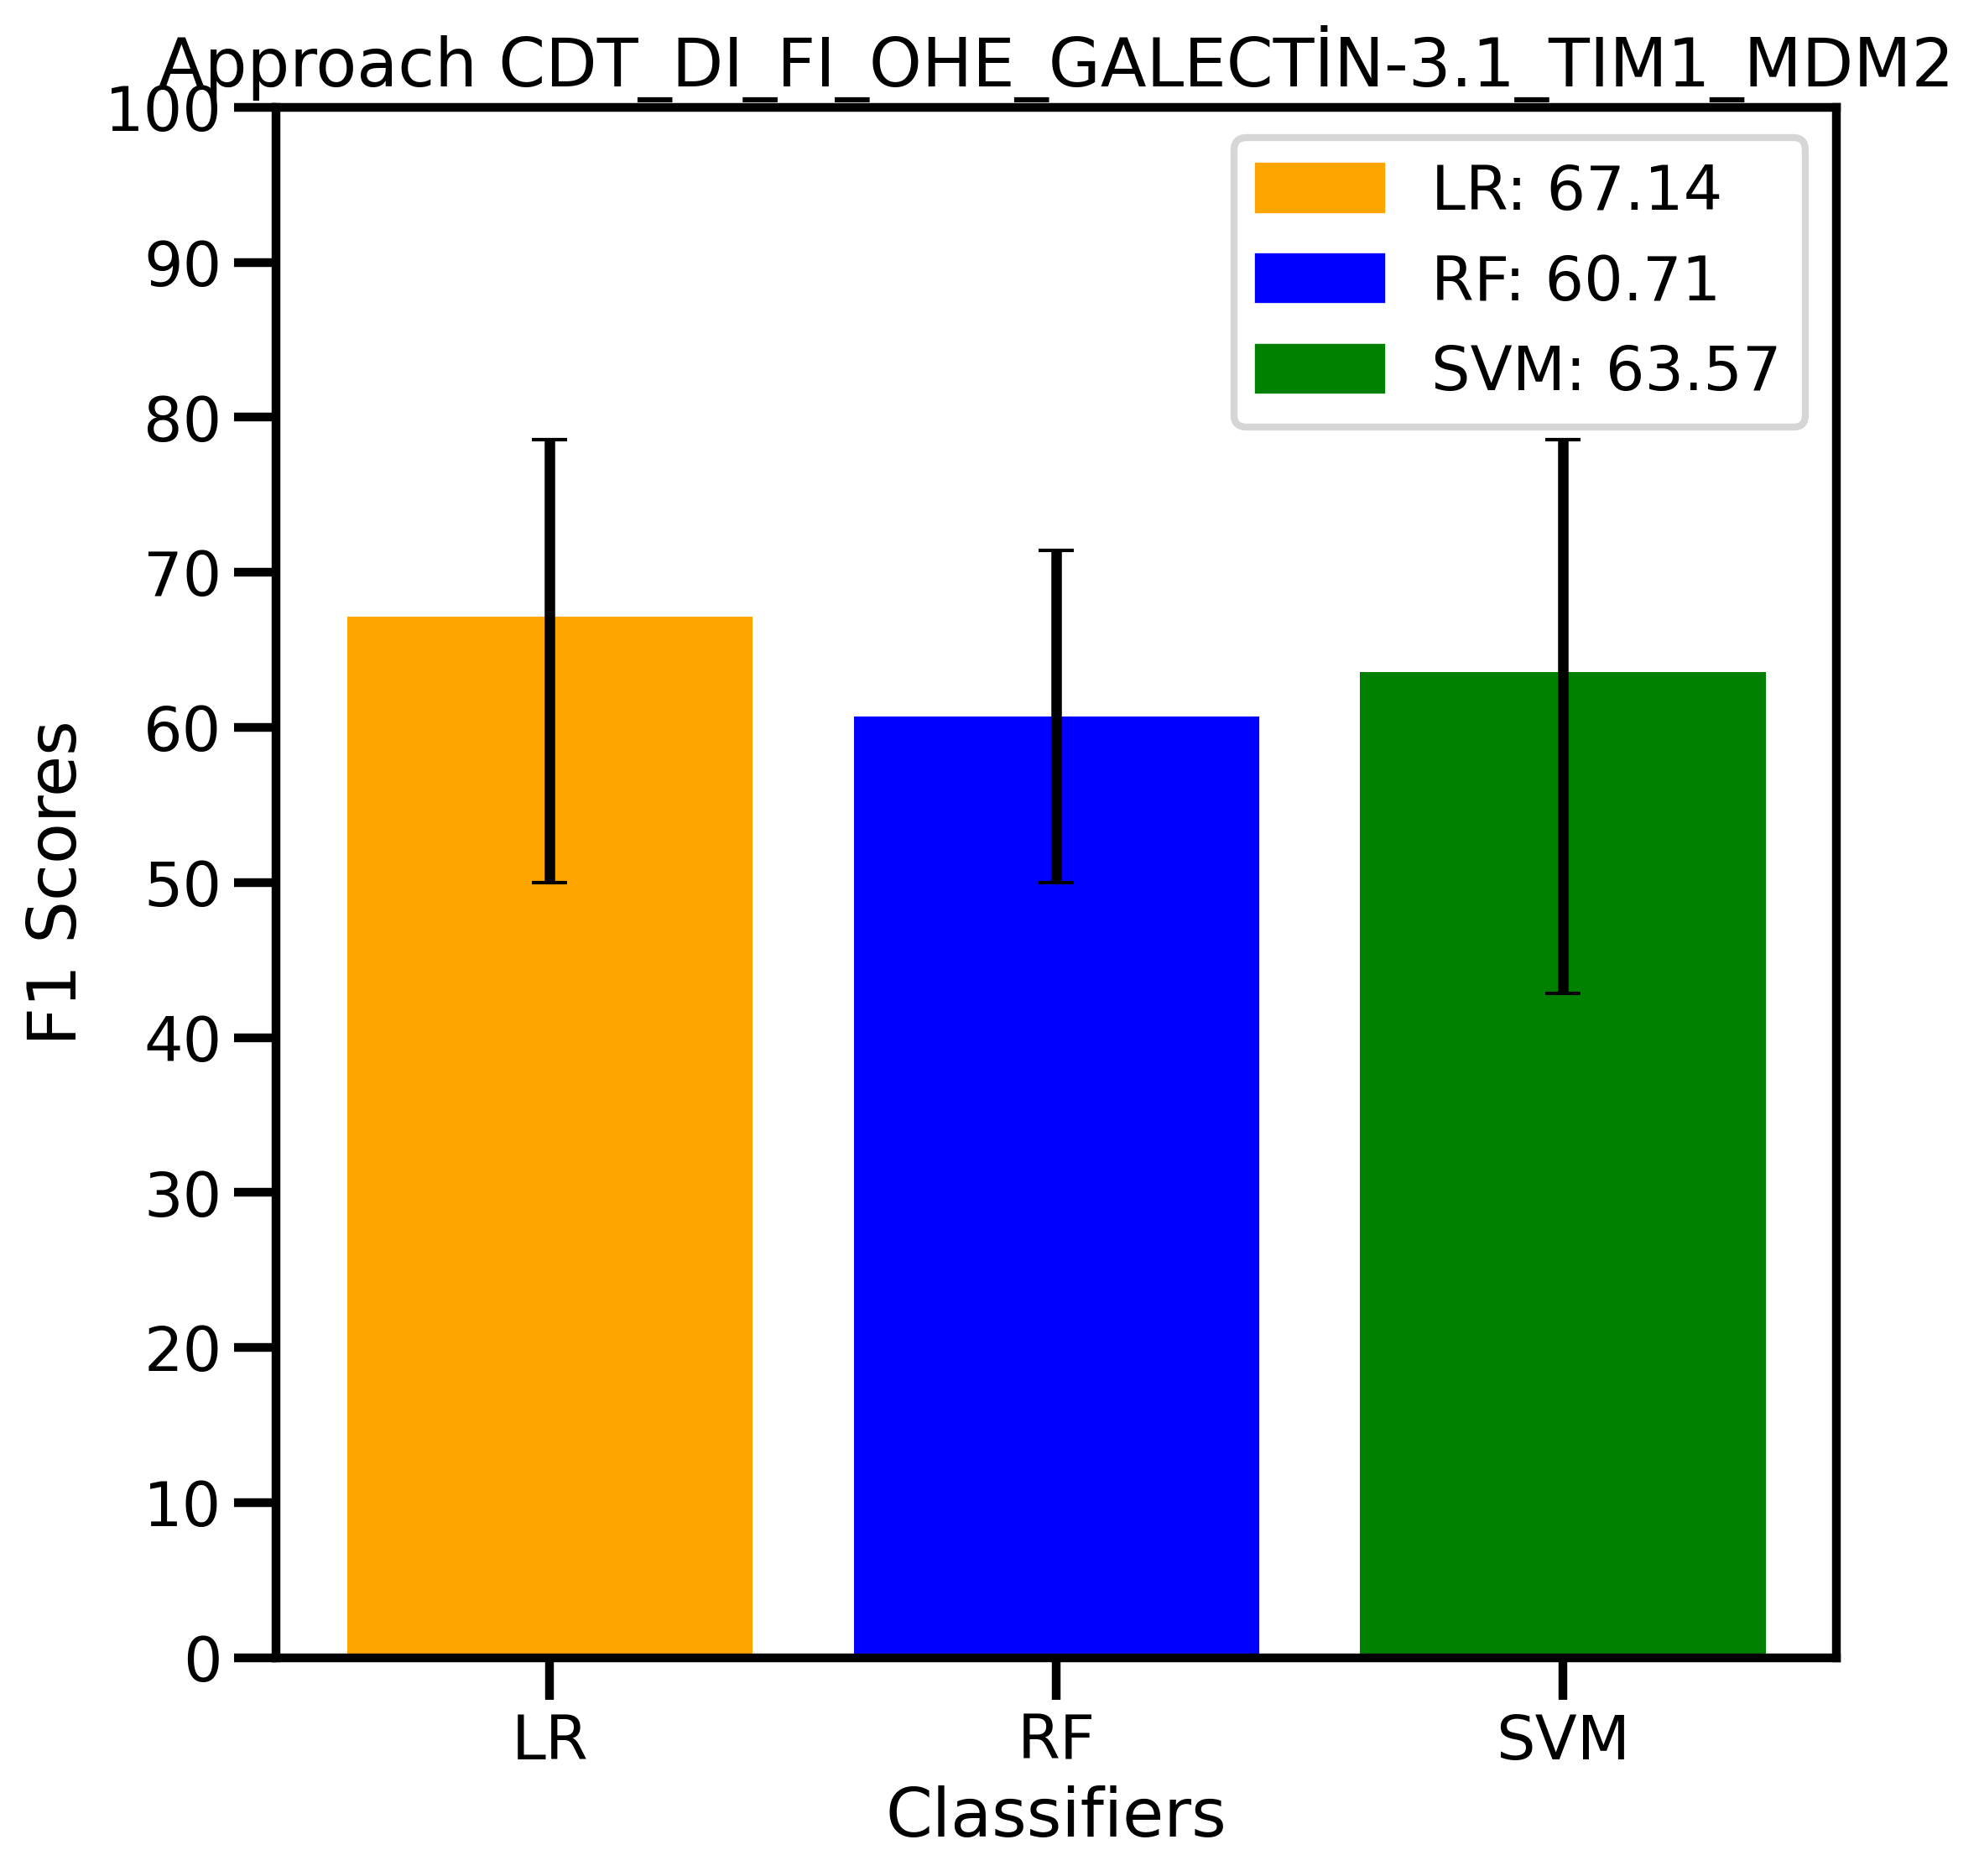 Approach CDT_DI_FI_OHE_GALECTİN-3.1_TIM1_MDM2
LR: 67.14
RF: 60.71
SVM: 63.57
F1 Scores
100
90
80
70
60
50
40
30
20
10
0
LR
RF
SVM
Classifiers